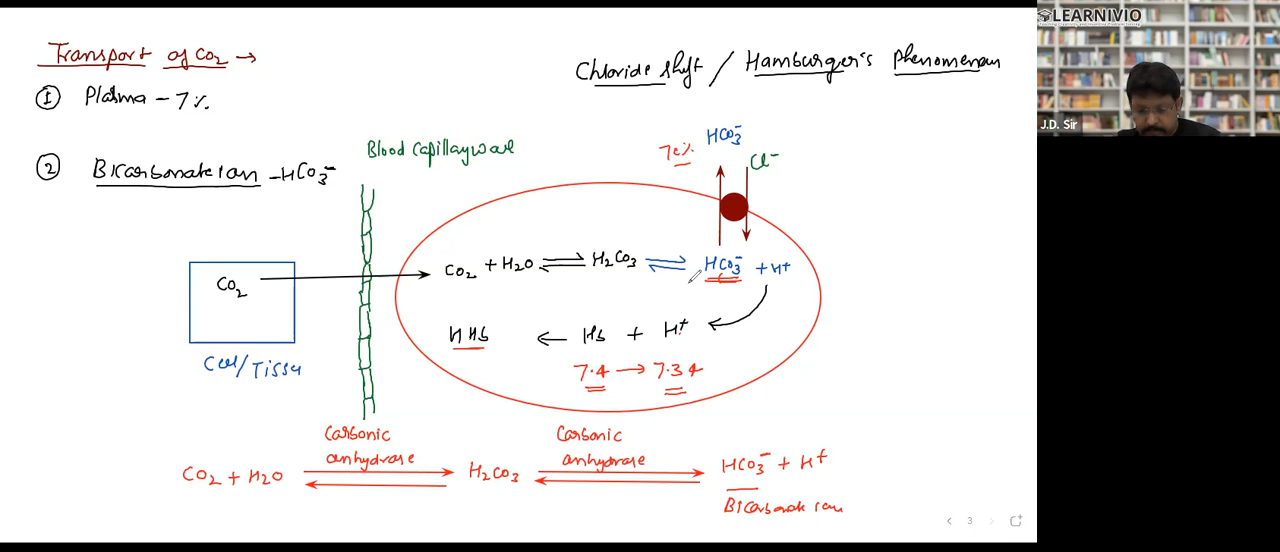 Transport of CO₂ →
① Plasma - 7%
② Bicarbonate Ion - HCO₃⁻
Chloride shift / Hamburger's Phenomenon
LEARNIVIO
J.D. Sir
Blood Capillary wall
70%
HCO₃⁻
Cl⁻
CO₂
Cell/Tissue
CO₂ + H₂O ⇌ H₂CO₃ ⇌ HCO₃⁻ + H⁺
HHb ← Hb + H⁺
7.4 → 7.34
Carbonic anhydrase
Carbonic anhydrase
CO₂ + H₂O ⇌ H₂CO₃ ⇌ HCO₃⁻ + H⁺
Bicarbonate ion
3